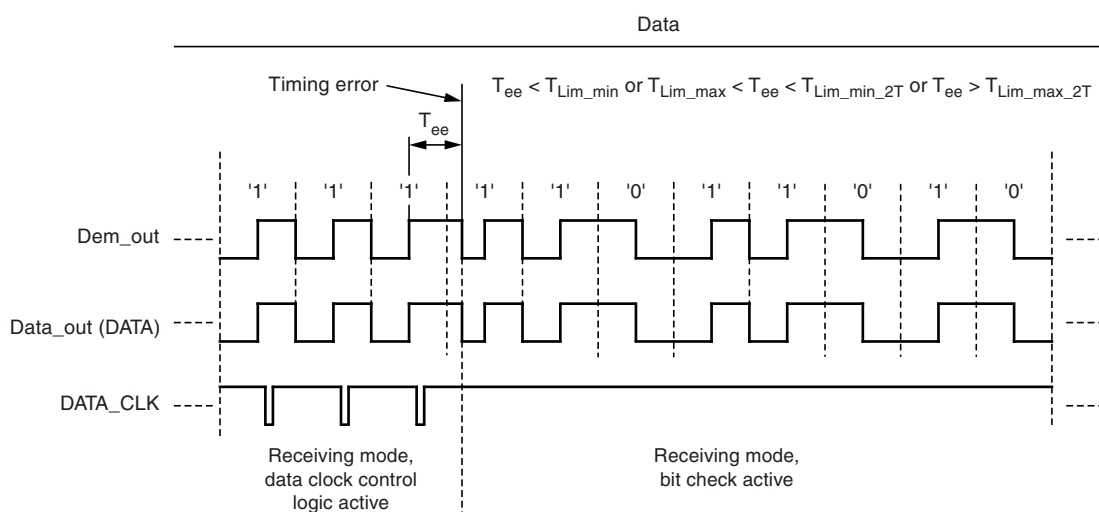 Data
Timing error
T_ee < T_Lim_min or T_Lim_max < T_ee < T_Lim_min_2T or T_ee > T_Lim_max_2T
T_ee
'1' '1' '1' '1' '1' '0' '1' '1' '0' '1' '0'
Dem_out
Data_out (DATA)
DATA_CLK
Receiving mode,
data clock control
logic active
Receiving mode,
bit check active